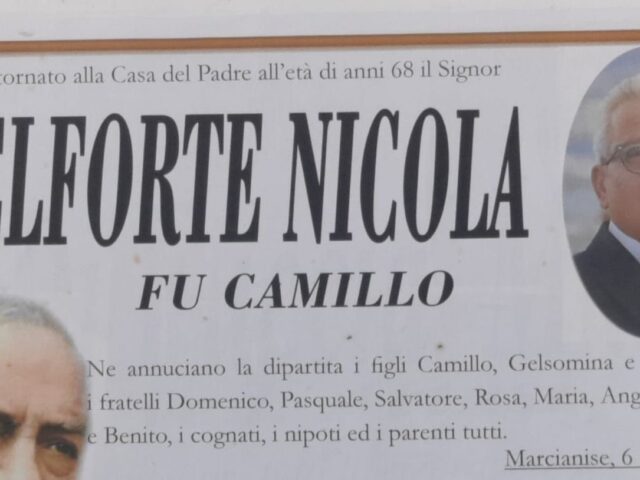 tornato alla Casa del Padre all'età di anni 68 il Signor
ELFORTE NICOLA
FU CAMILLO
Ne annuciano la dipartita i figli Camillo, Gelsomina e
i fratelli Domenico, Pasquale, Salvatore, Rosa, Maria, Ang
e Benito, i cognati, i nipoti ed i parenti tutti.
Marcianise, 6